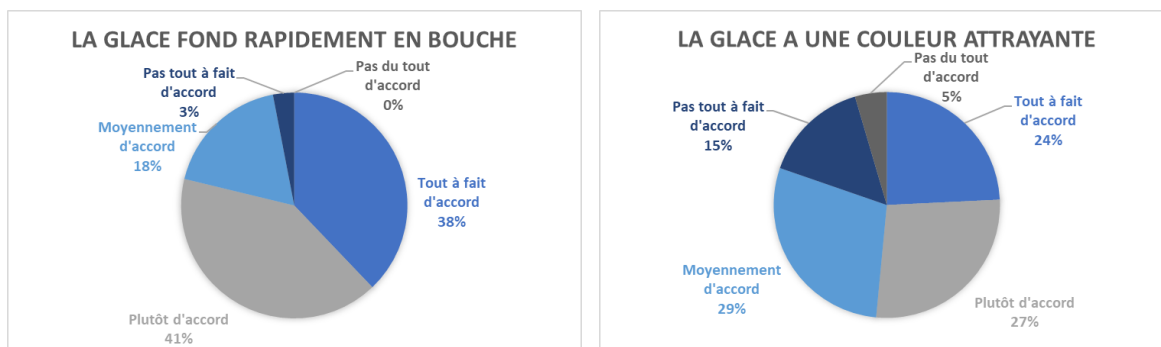 LA GLACE FOND RAPIDEMENT EN BOUCHE
Pas tout à fait
d'accord
3%
Pas du tout
d'accord
0%
Moyennement
d'accord
18%
Tout à fait
d'accord
38%
Plutôt d'accord
41%
LA GLACE A UNE COULEUR ATTRAYANTE
Pas du tout
d'accord
5%
Pas tout à fait
d'accord
15%
Tout à fait
d'accord
24%
Moyennement
d'accord
29%
Plutôt d'accord
27%